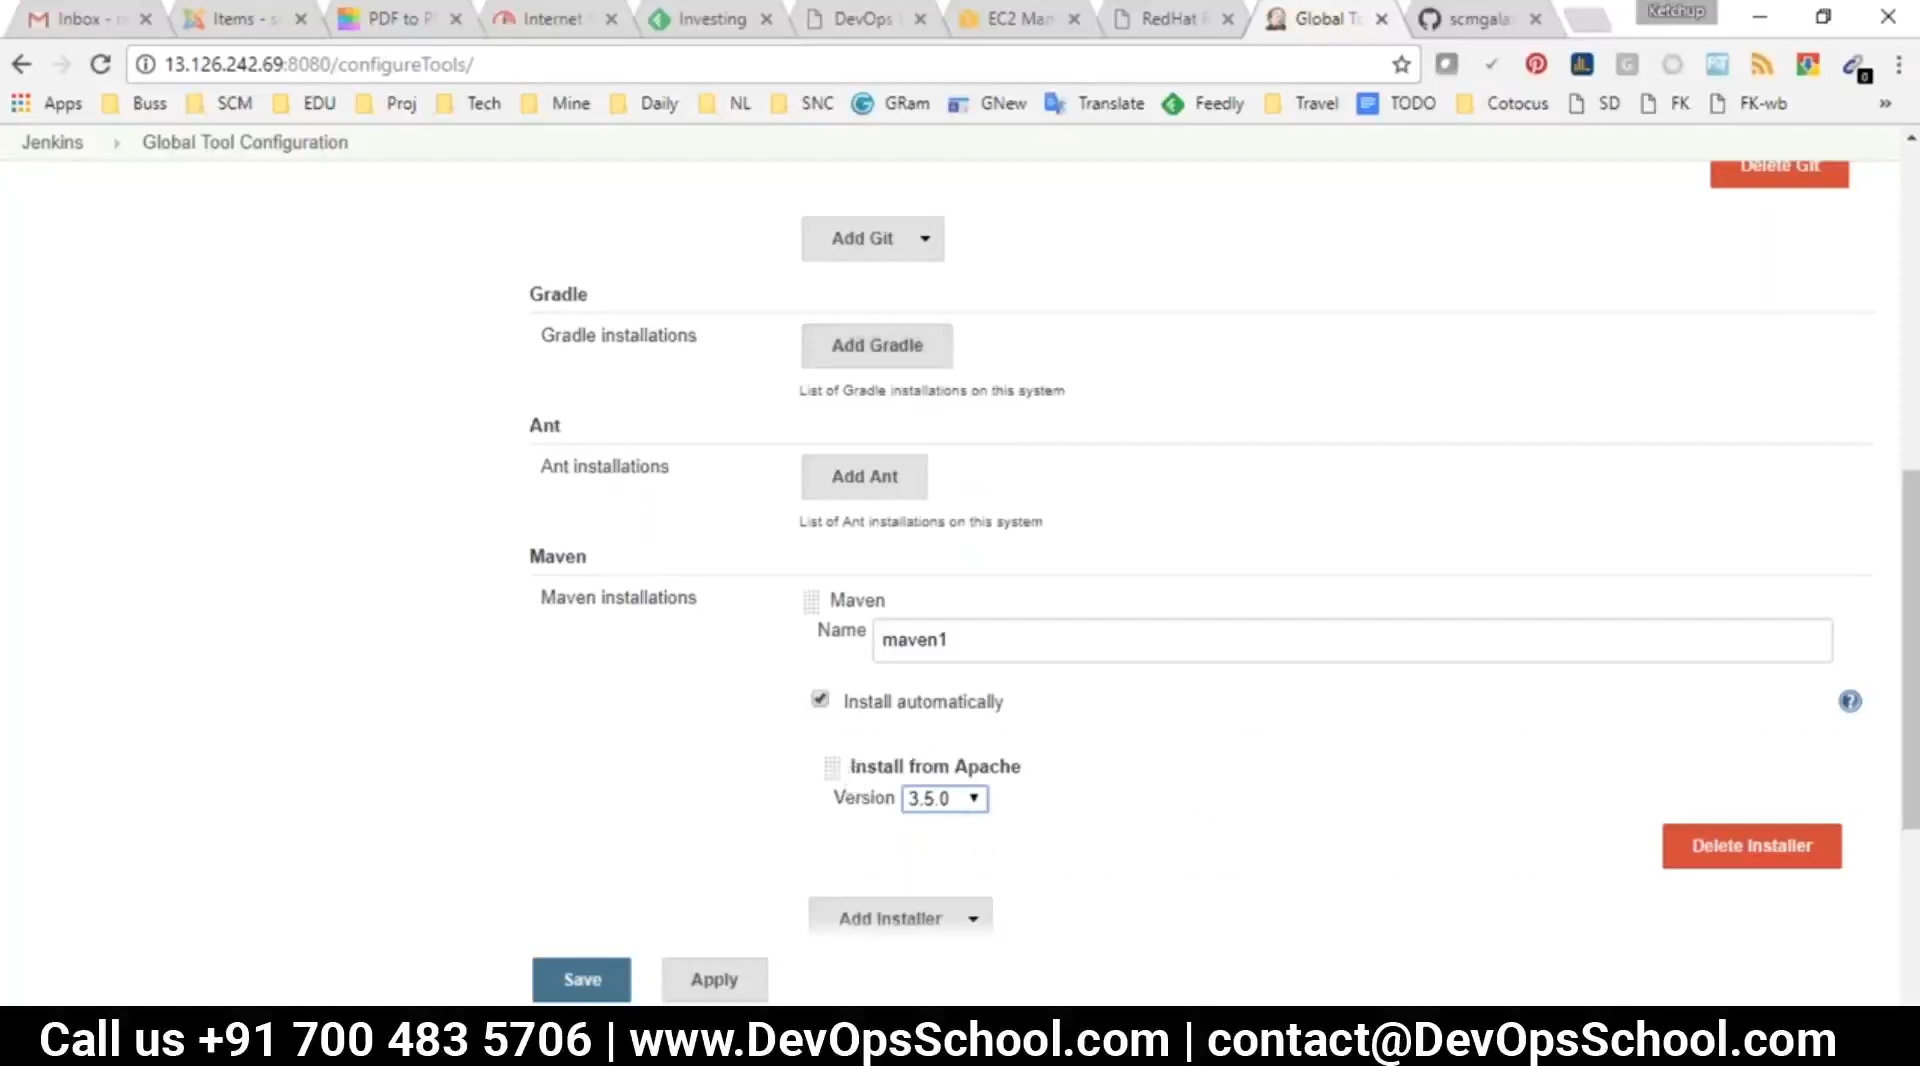 Inbox - m
Items - s
PDF to P
Internet
Investing
DevOps
EC2 Man
RedHat
Global T
scmgala
Ketchup
13.126.242.69:8080/configureTools/
0
Apps
Buss
SCM
EDU
Proj
Tech
Mine
Daily
NL
SNC
GRam
GNew
Translate
Feedly
Travel
TODO
Cotocus
SD
FK
FK-wb
»
Jenkins
Global Tool Configuration
Delete Git
Add Git
Gradle
Gradle installations
Add Gradle
List of Gradle installations on this system
Ant
Ant installations
Add Ant
List of Ant installations on this system
Maven
Maven installations
Maven
Name
maven1
Install automatically
Install from Apache
Version
3.5.0
Delete Installer
Add Installer
Save
Apply
Call us +91 700 483 5706 | www.DevOpsSchool.com | contact@DevOpsSchool.com